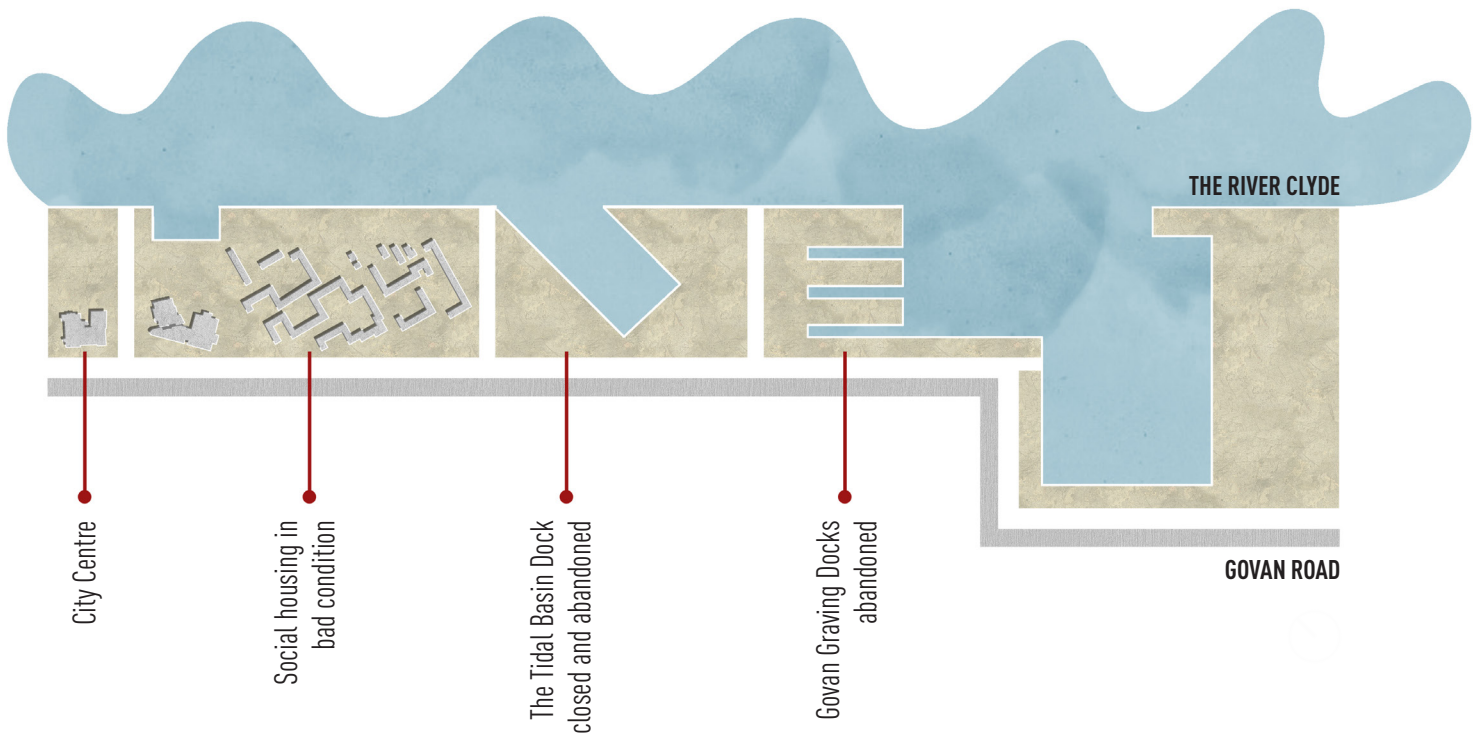 THE RIVER CLYDE
City Centre
Social housing in
bad condition
The Tidal Basin Dock
closed and abandoned
Govan Graving Docks
abandoned
GOVAN ROAD